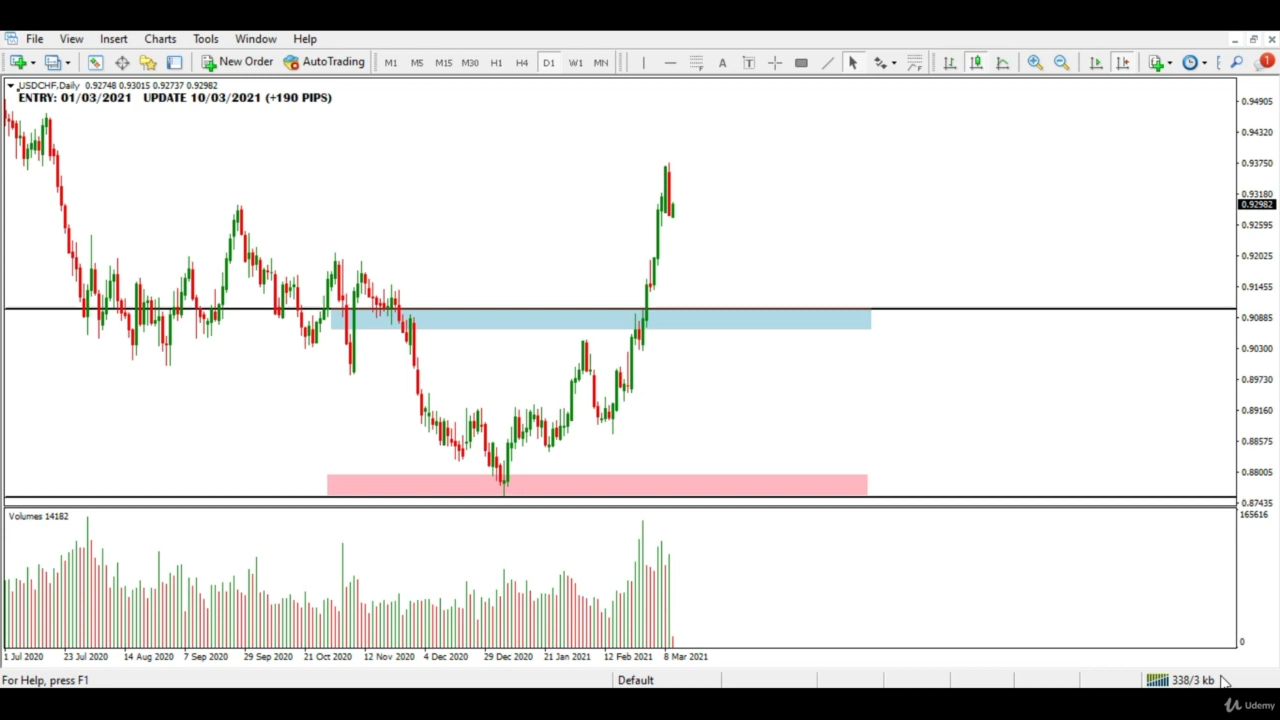 File View Insert Charts Tools Window Help
New Order AutoTrading M1 M5 M15 M30 H1 H4 D1 W1 MN A T 1
USDCHF,Daily 0.92748 0.93015 0.92737 0.92982
ENTRY: 01/03/2021 UPDATE 10/03/2021 (+190 PIPS)
0.94905
0.94320
0.93750
0.93180
0.92982
0.92595
0.92025
0.91455
0.90885
0.90300
0.89730
0.89160
0.88575
0.88005
0.87435
Volumes 14182
165616
0
1 Jul 2020 23 Jul 2020 14 Aug 2020 7 Sep 2020 29 Sep 2020 21 Oct 2020 12 Nov 2020 4 Dec 2020 29 Dec 2020 21 Jan 2021 12 Feb 2021 8 Mar 2021
For Help, press F1 Default 338/3 kb
Udemy